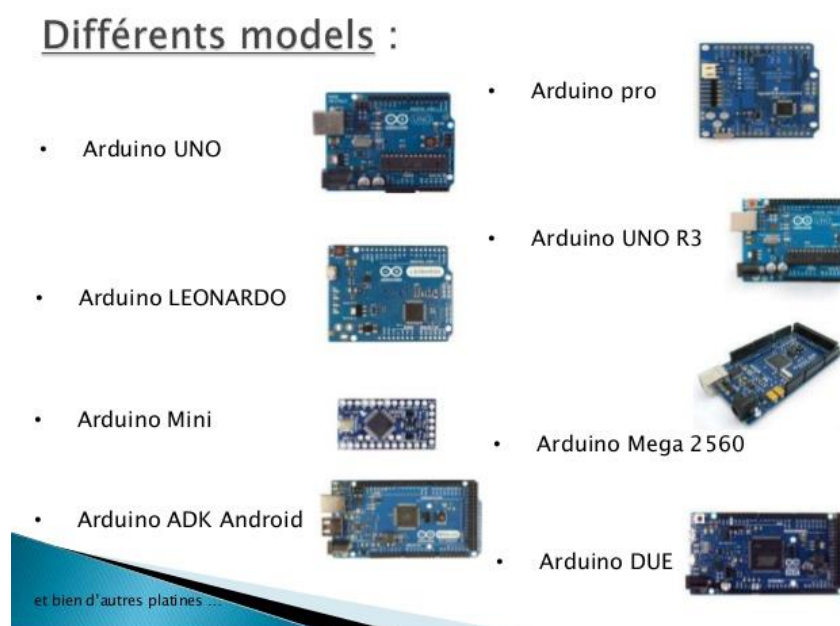 Différents models :
Arduino UNO
Arduino LEONARDO
Arduino Mini
Arduino ADK Android
et bien d'autres platines ...
Arduino pro
Arduino UNO R3
Arduino Mega 2560
Arduino DUE